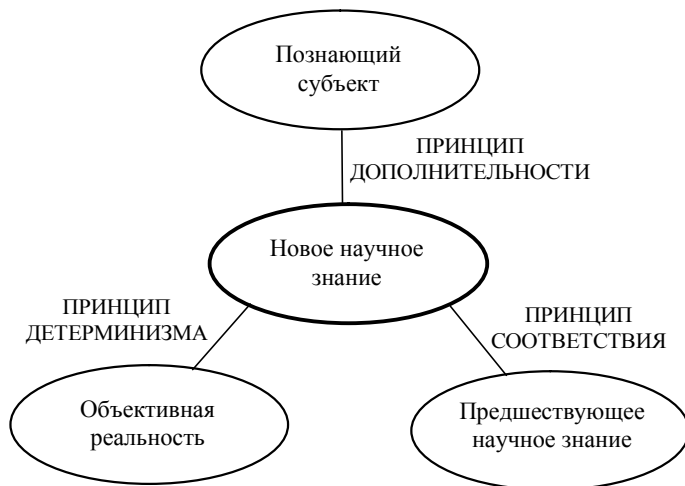 Познающий
субъект
ПРИНЦИП
ДОПОЛНИТЕЛЬНОСТИ
Новое научное
знание
ПРИНЦИП
ДЕТЕРМИНИЗМА
ПРИНЦИП
СООТВЕТСТВИЯ
Объективная
реальность
Предшествующее
научное знание